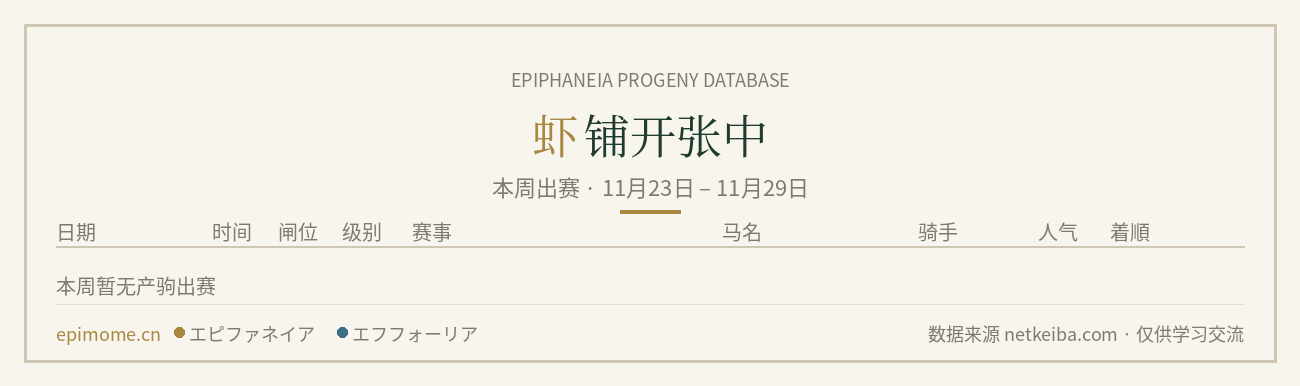 EPIPHANEIA PROGENY DATABASE
虾铺开张中
本周出赛 · 11月23日 – 11月29日
日期 时间 闸位 级别 赛事 马名 骑手 人气 着順
本周暂无产驹出赛
epimome.cn エピファネイア エフフォーリア 数据来源 netkeiba.com · 仅供学习交流